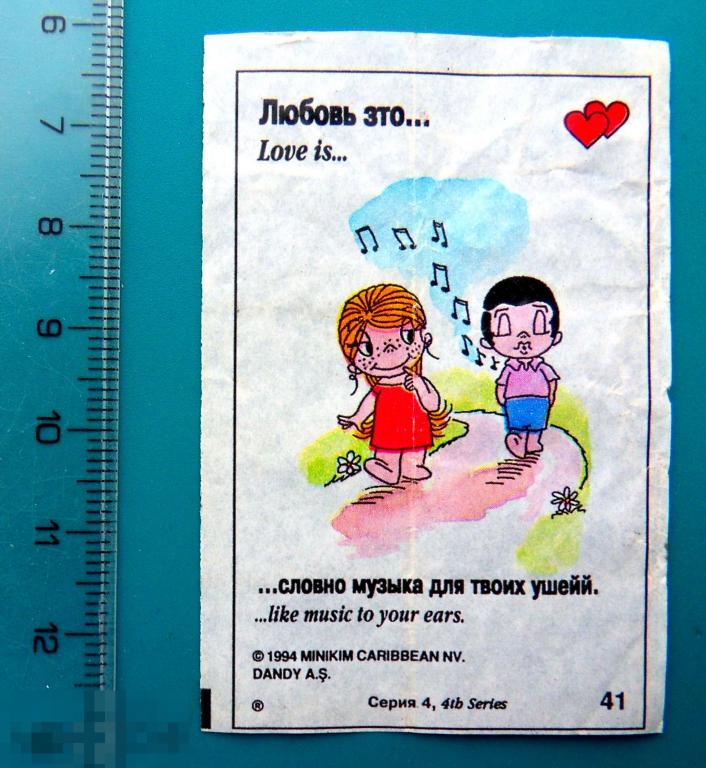 6
7
8
9
10
11
12
Любовь зто...
Love is...
...словно музыка для твоих ушейй.
...like music to your ears.
© 1994 MINIKIM CARIBBEAN NV.
DANDY A.Ş.
® Серия 4, 4th Series 41